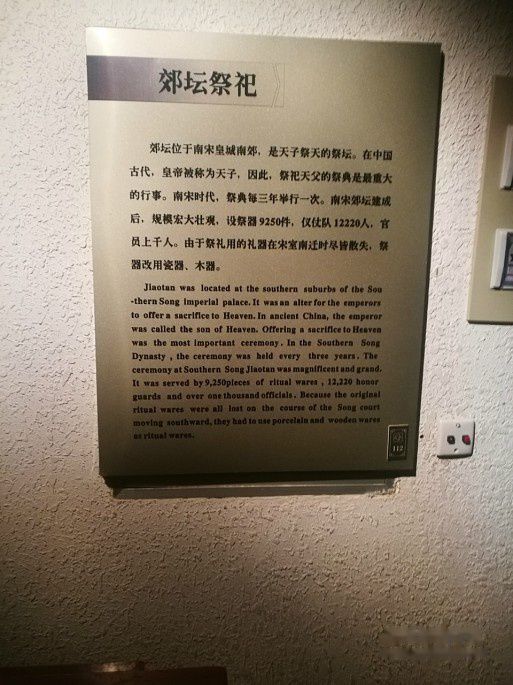 郊坛祭祀
郊坛位于南宋皇城南郊，是天子祭天的祭坛。在中国
古代，皇帝被称为天子，因此，祭祀天父的祭典是最重大
的行事。南宋时代，祭典每三年举行一次。南宋郊坛建成
后，规模宏大壮观，设祭器9250件，仪仗队12220人，官
员上千人。由于祭礼用的礼器在宋室南迁时尽皆散失，祭
器改用瓷器、木器。
Jiaotan was located at the southern suburbs of the Sou
-thern Song imperial palace. It was an alter for the emperors
to offer a sacrifice to Heaven. In ancient China, the emperor
was called the son of Heaven. Offering a sacrifice to Heaven
was the most important ceremony. In the Southern Song
Dynasty , the ceremony was held every three years. The
ceremony at Southern Song Jiaotan was magnificent and grand.
It was served by 9,250pieces of ritual wares , 12,220 honor
guards and over one thousand officials. Because the original
ritual wares were all lost on the course of the Song court
moving southward, they had to use porcelain and wooden wares
as ritual wares.
112